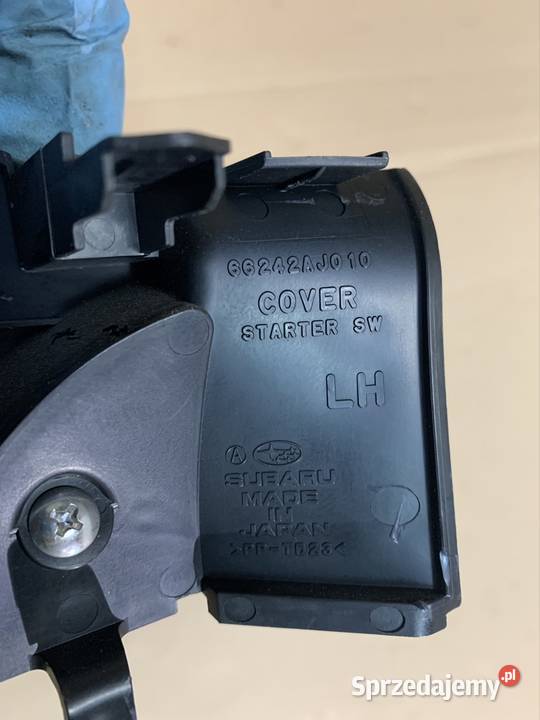 66242AJ010
COVER
STARTER SW
LH
A
SUBARU
MADE
IN
JAPAN
>PP-TD23<
Sprzedajemy.pl